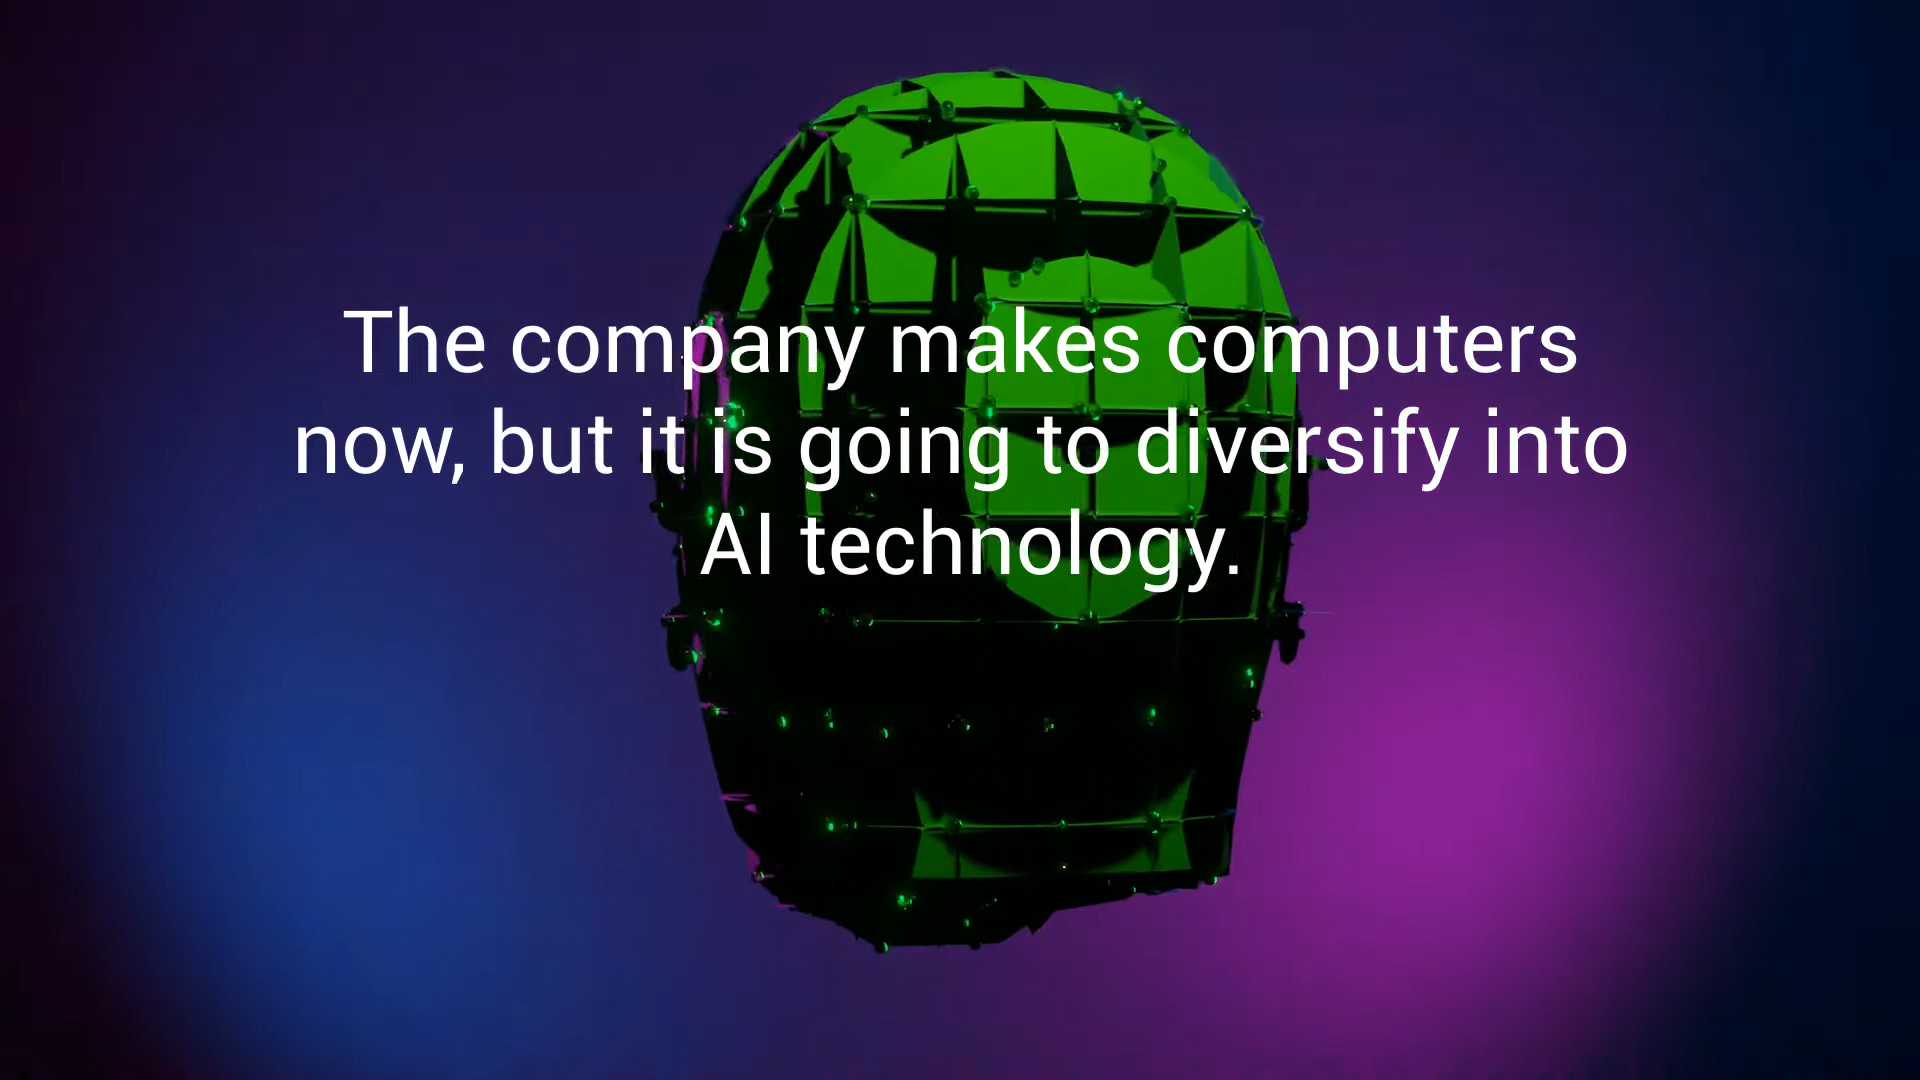 The company makes computers
now, but it is going to diversify into
AI technology.